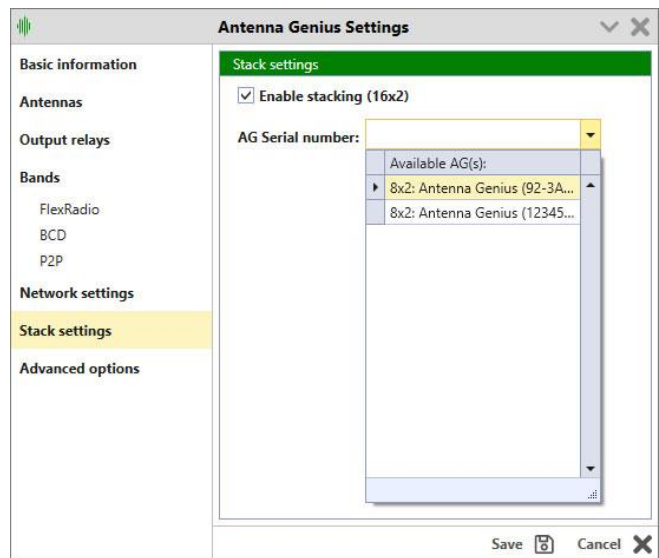 Antenna Genius Settings
Basic information
Antennas
Output relays
Bands
FlexRadio
BCD
P2P
Network settings
Stack settings
Advanced options
Stack settings
Enable stacking (16x2)
AG Serial number:
Available AG(s):
8x2: Antenna Genius (92-3A...
8x2: Antenna Genius (12345...
Save
Cancel